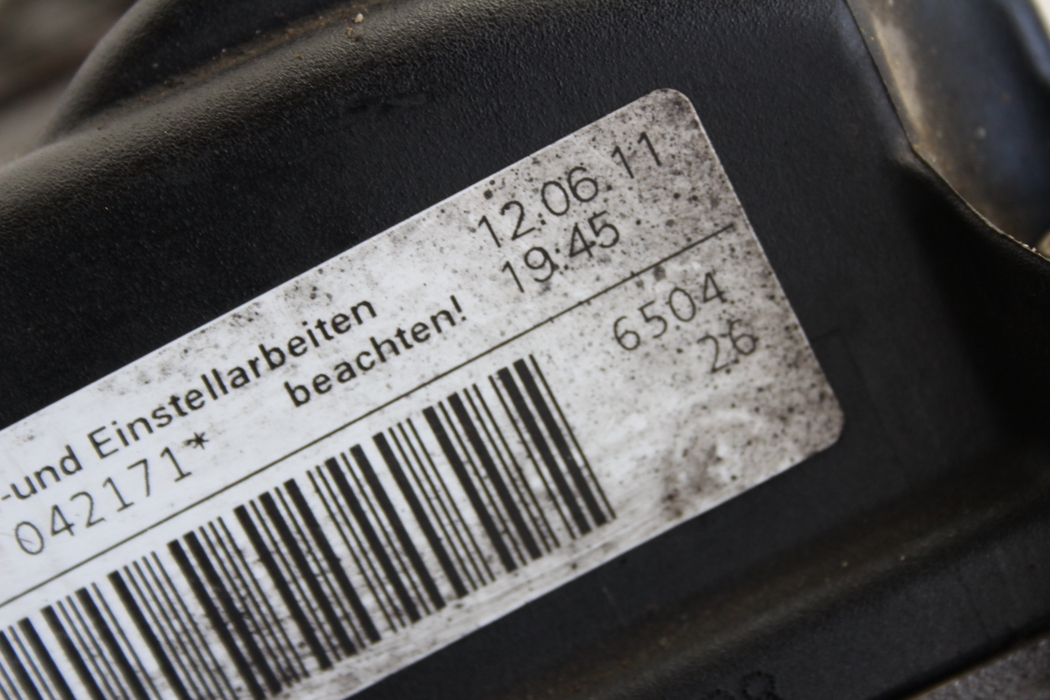 -und Einstellarbeiten
beachten!
12.06.11
19:45
042171*
6504
26